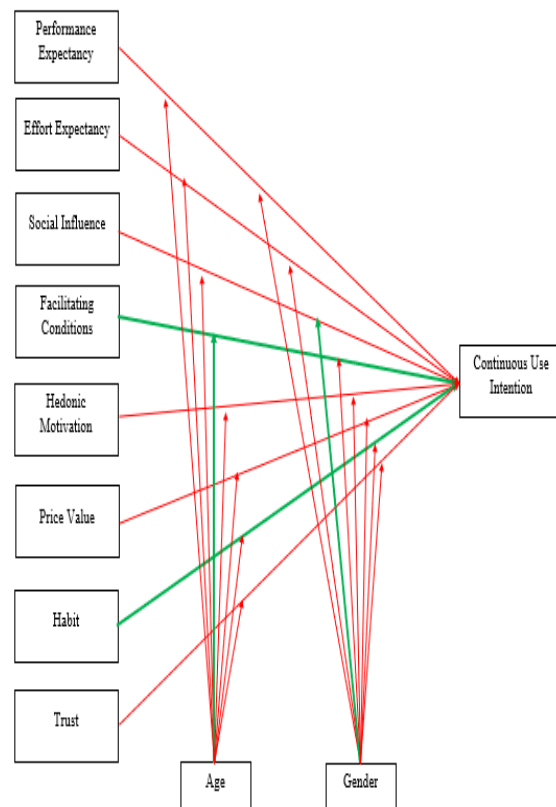 Performance
Expectancy
Effort Expectancy
Social Influence
Facilitating
Conditions
Continuous Use
Intention
Hedonic
Motivation
Price Value
Habit
Trust
Age
Gender